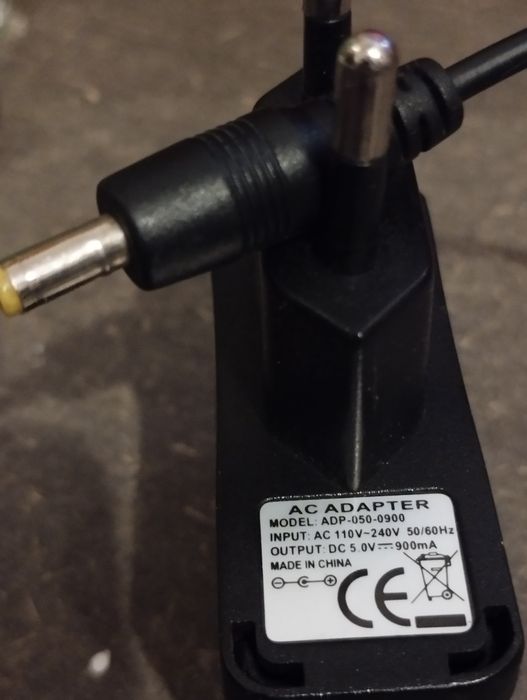 AC ADAPTER
MODEL: ADP-050-0900
INPUT: AC 110V~240V 50/60Hz
OUTPUT: DC 5.0V⎓900mA
MADE IN CHINA
CE